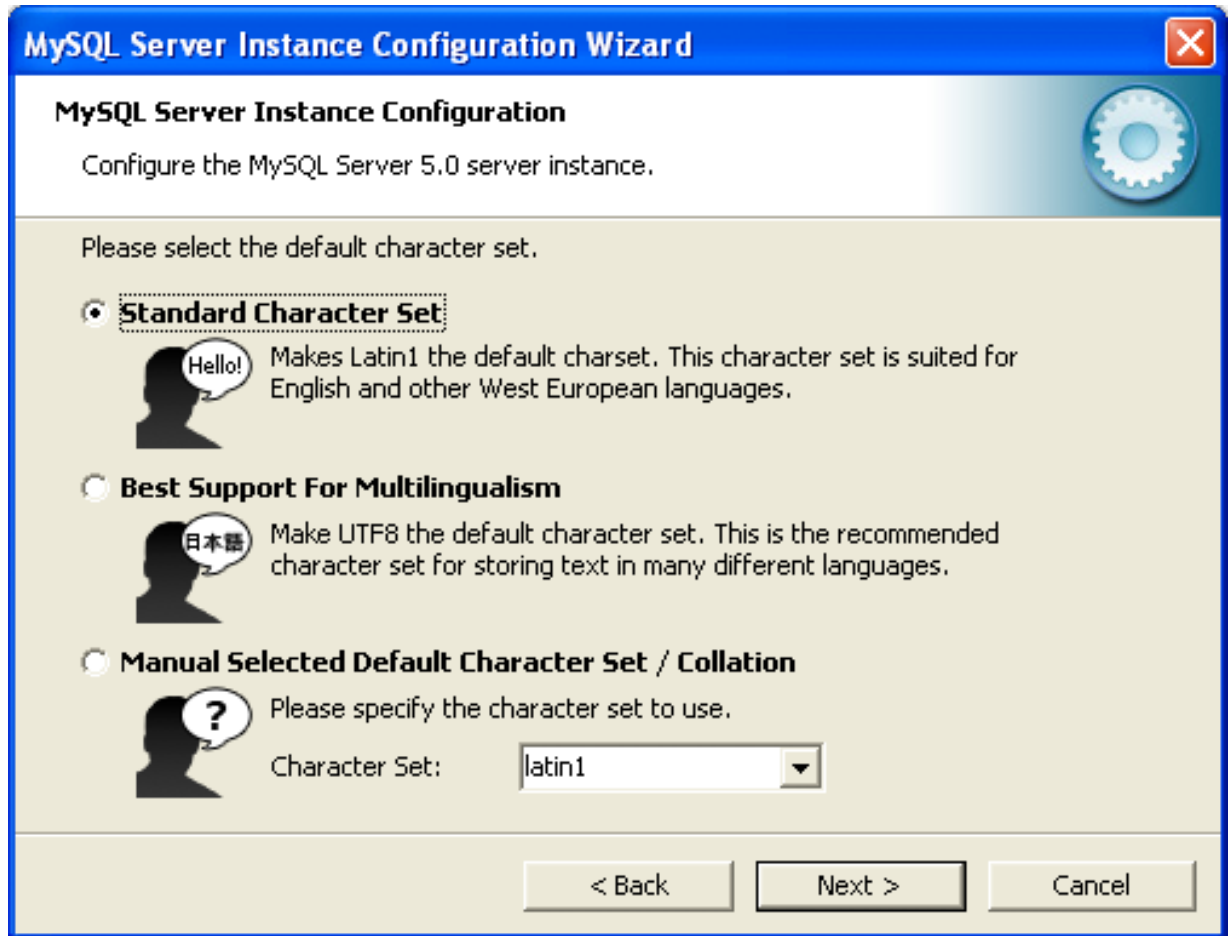 MySQL Server Instance Configuration Wizard
MySQL Server Instance Configuration
Configure the MySQL Server 5.0 server instance.
Please select the default character set.
Standard Character Set
Hello!
Makes Latin1 the default charset. This character set is suited for
English and other West European languages.
Best Support For Multilingualism
日本語
Make UTF8 the default character set. This is the recommended
character set for storing text in many different languages.
Manual Selected Default Character Set / Collation
?
Please specify the character set to use.
Character Set: latin1
< Back Next > Cancel